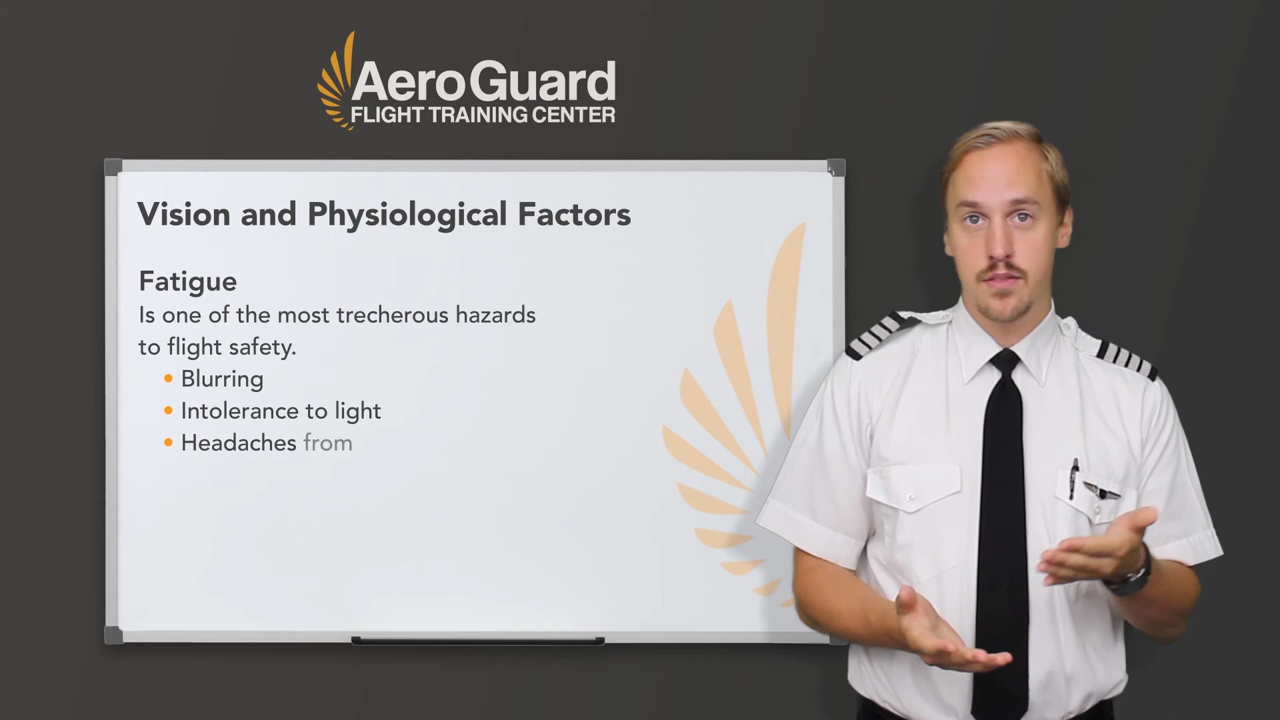 AeroGuard
FLIGHT TRAINING CENTER
Vision and Physiological Factors
Fatigue
Is one of the most trecherous hazards
to flight safety.
Blurring
Intolerance to light
Headaches from